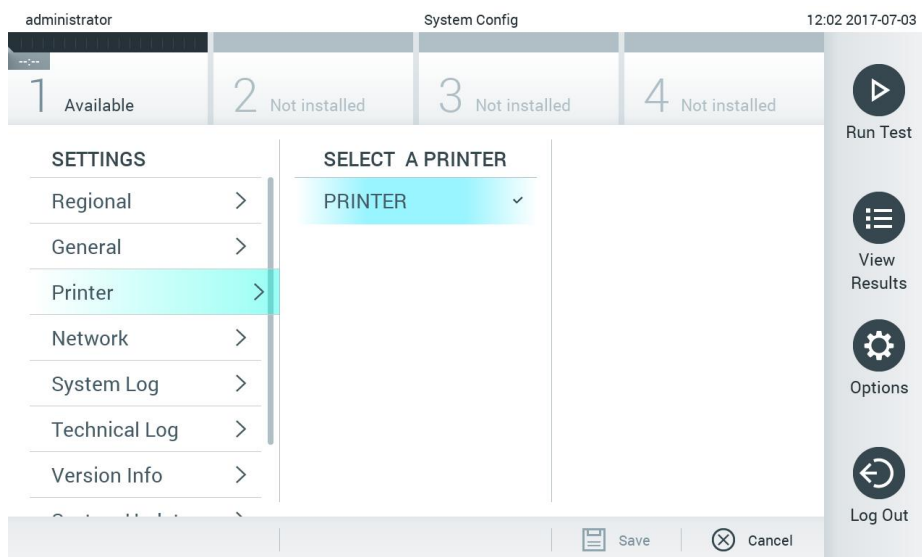 administrator
System Config
12:02 2017-07-03
--:--
1 Available
2 Not installed
3 Not installed
4 Not installed
Run Test
SETTINGS
Regional
General
Printer
Network
System Log
Technical Log
Version Info
SELECT A PRINTER
PRINTER
View
Results
Options
Log Out
Save
Cancel